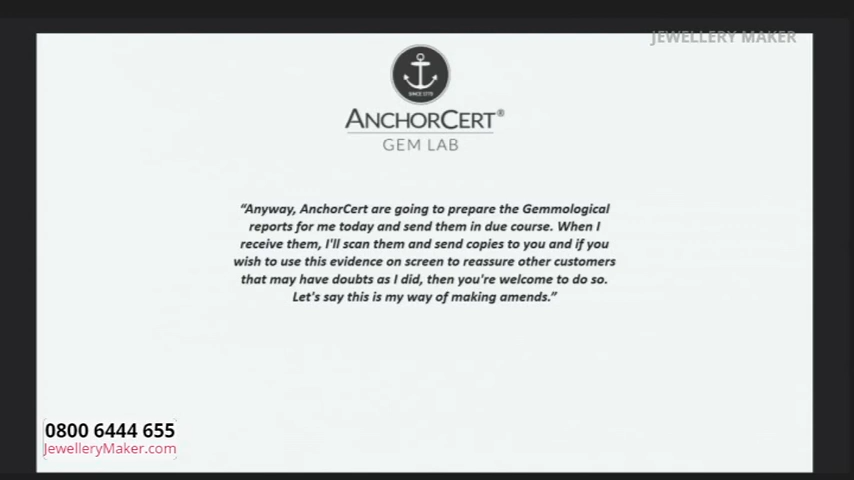 JEWELLERY MAKER
SINCE 1773
ANCHORCERT®
GEM LAB
“Anyway, AnchorCert are going to prepare the Gemmological
reports for me today and send them in due course. When I
receive them, I'll scan them and send copies to you and if you
wish to use this evidence on screen to reassure other customers
that may have doubts as I did, then you're welcome to do so.
Let's say this is my way of making amends.”
0800 6444 655
JewelleryMaker.com